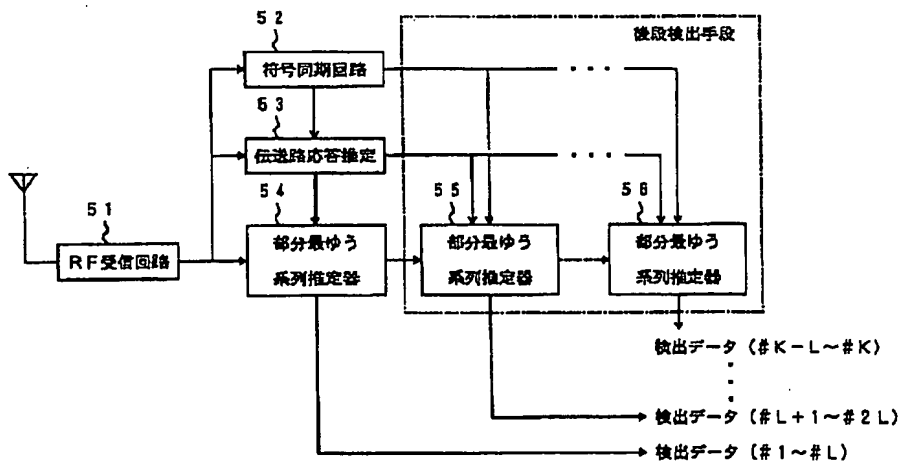 52
後段検出手段
符号同期回路
53
伝送路応答推定
54
55
56
51
RF受信回路
部分最ゆう
系列推定器
部分最ゆう
系列推定器
部分最ゆう
系列推定器
検出データ (#K-L~#K)
検出データ (#L+1~#2L)
検出データ (#1~#L)